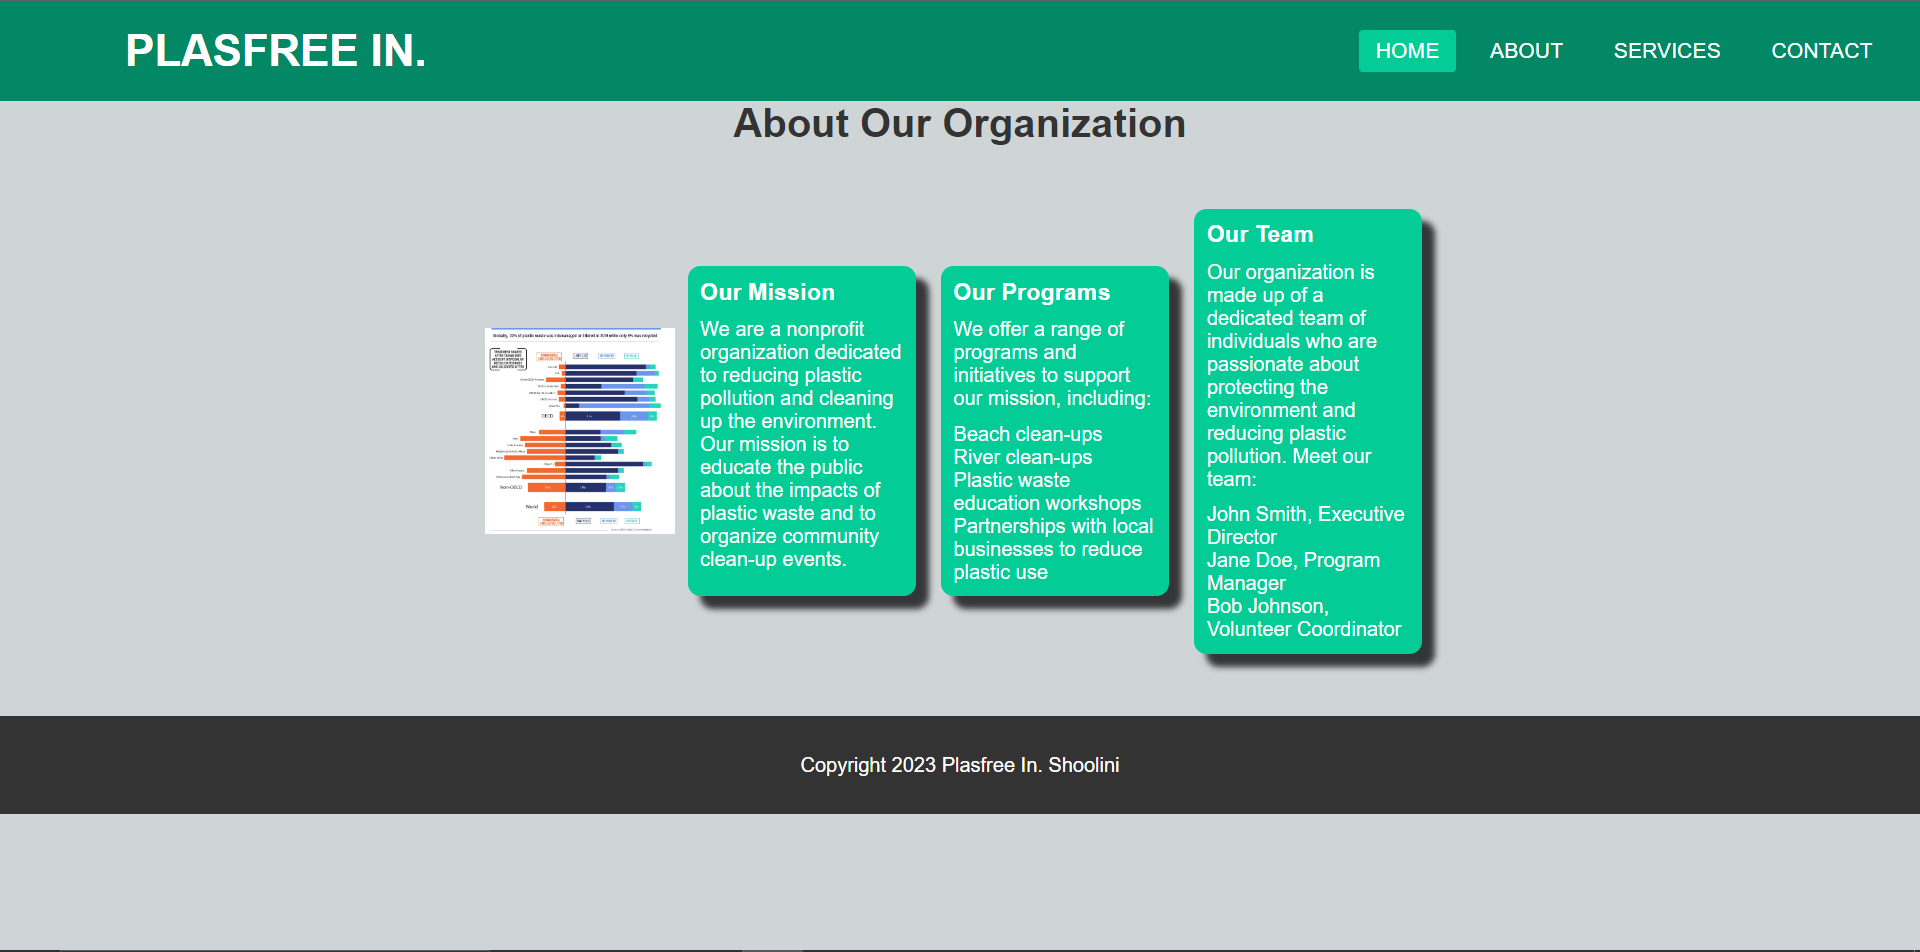 PLASFREE IN.
HOME
ABOUT
SERVICES
CONTACT
About Our Organization
Globally, 22% of plastic waste was mismanaged or littered in 2019 while only 9% was recycled
OECD
Non-OECD
World
Our Mission
We are a nonprofit
organization dedicated
to reducing plastic
pollution and cleaning
up the environment.
Our mission is to
educate the public
about the impacts of
plastic waste and to
organize community
clean-up events.
Our Programs
We offer a range of
programs and
initiatives to support
our mission, including:
Beach clean-ups
River clean-ups
Plastic waste
education workshops
Partnerships with local
businesses to reduce
plastic use
Our Team
Our organization is
made up of a
dedicated team of
individuals who are
passionate about
protecting the
environment and
reducing plastic
pollution. Meet our
team:
John Smith, Executive
Director
Jane Doe, Program
Manager
Bob Johnson,
Volunteer Coordinator
Copyright 2023 Plasfree In. Shoolini